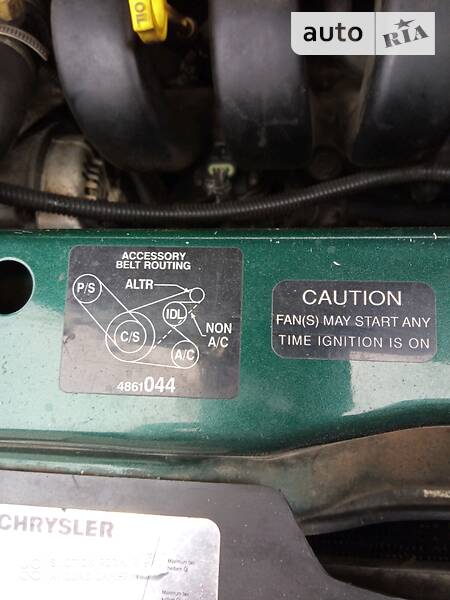 OIL
auto RIA
ACCESSORY
BELT ROUTING
ALTR
P/S
IDL
C/S
NON
A/C
A/C
4861044
CAUTION
FAN(S) MAY START ANY
TIME IGNITION IS ON
CHRYSLER